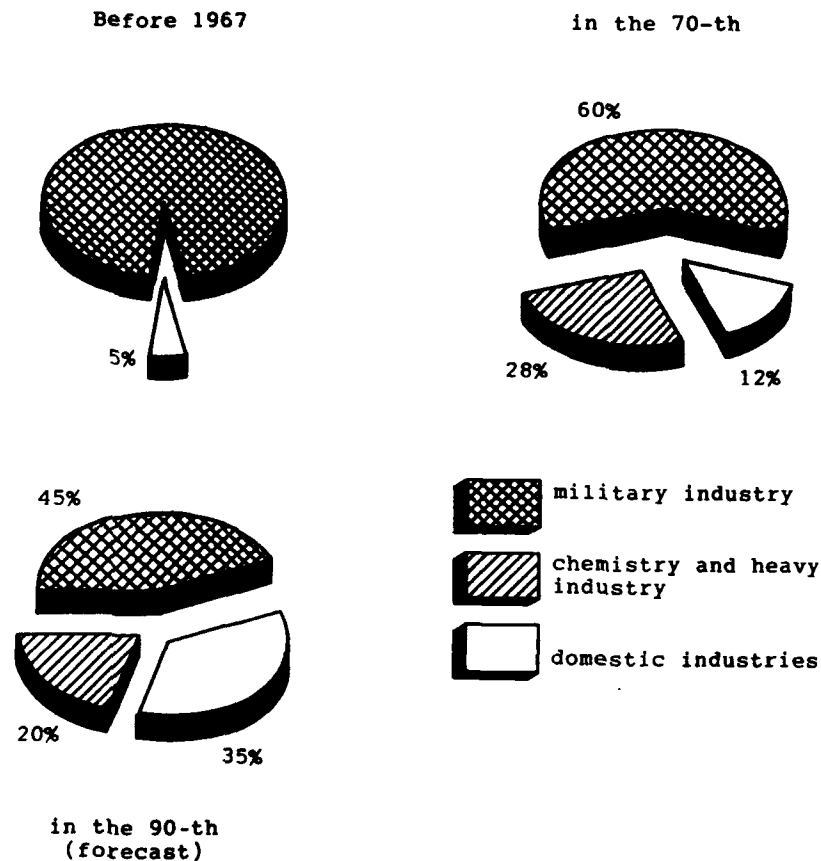 Before 1967
in the 70-th
60%
5%
28%
12%
45%
military industry
chemistry and heavy
industry
domestic industries
20%
35%
in the 90-th
(forecast)